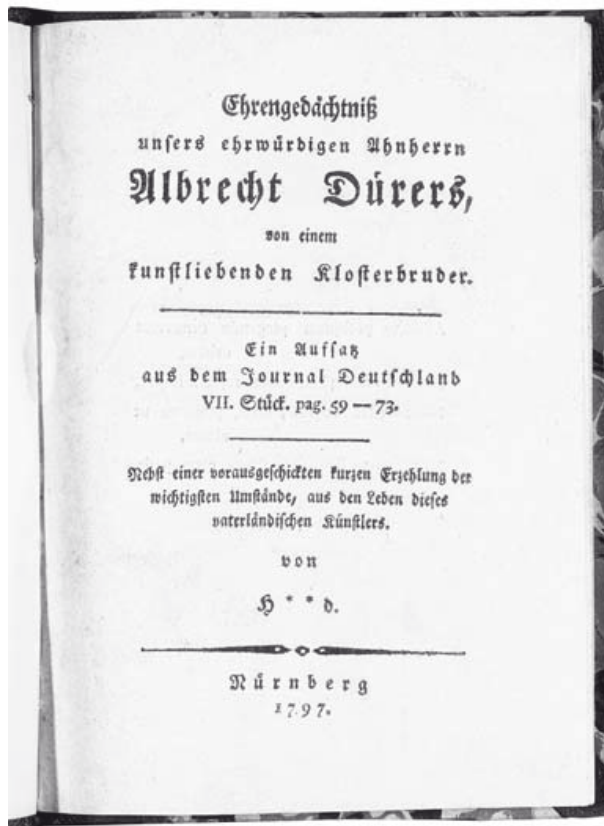 Ehrengedächtniß
unsers ehrwürdigen Ahnherrn
Albrecht Dürers,
von einem
kunstliebenden Klosterbruder.
Ein Aufsatz
aus dem Journal Deutschland
VII. Stück. pag. 59 — 73.
Nebst einer vorausgeschickten kurzen Erzehlung der
wichtigsten Umstände, aus den Leben dieses
vaterländischen Künstlers.
von
H * * d.
Nürnberg
1797.